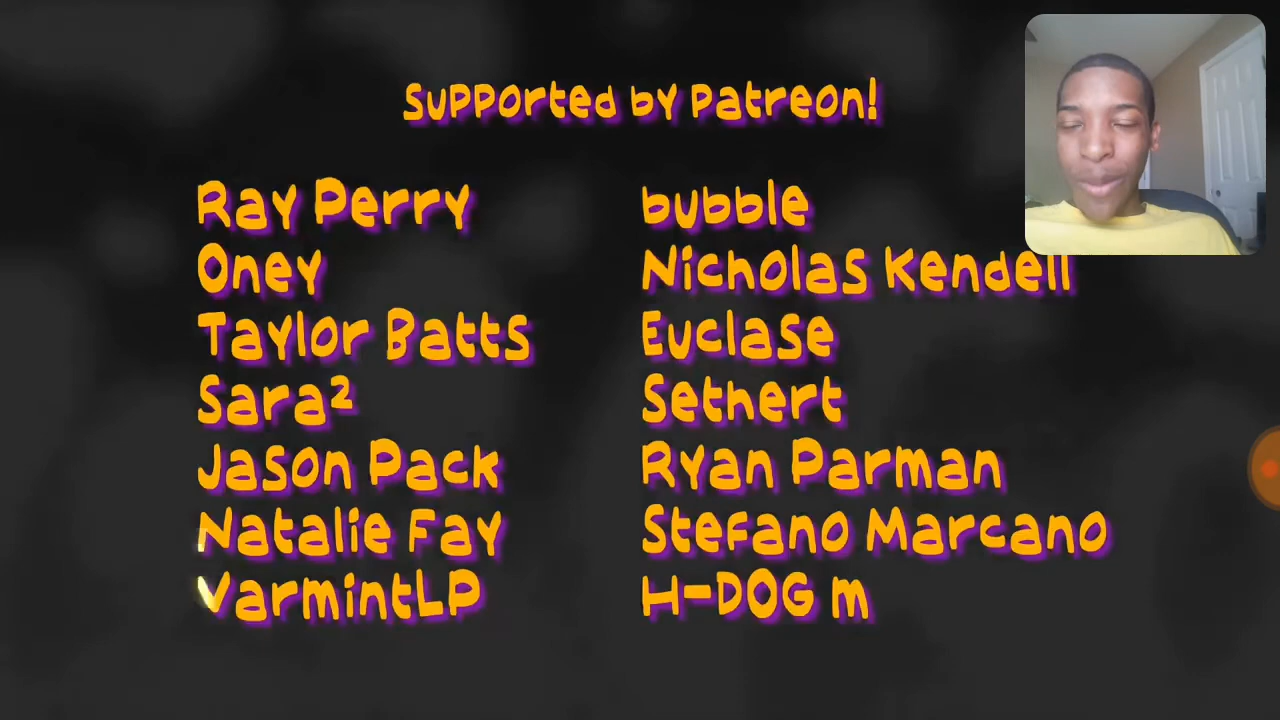 Supported by Patreon!
Ray Perry
Oney
Taylor Batts
Sara²
Jason Pack
Natalie Fay
VarmintLP
bubble
Nicholas Kendell
Euclase
Sethert
Ryan Parman
Stefano Marcano
H-DOG m